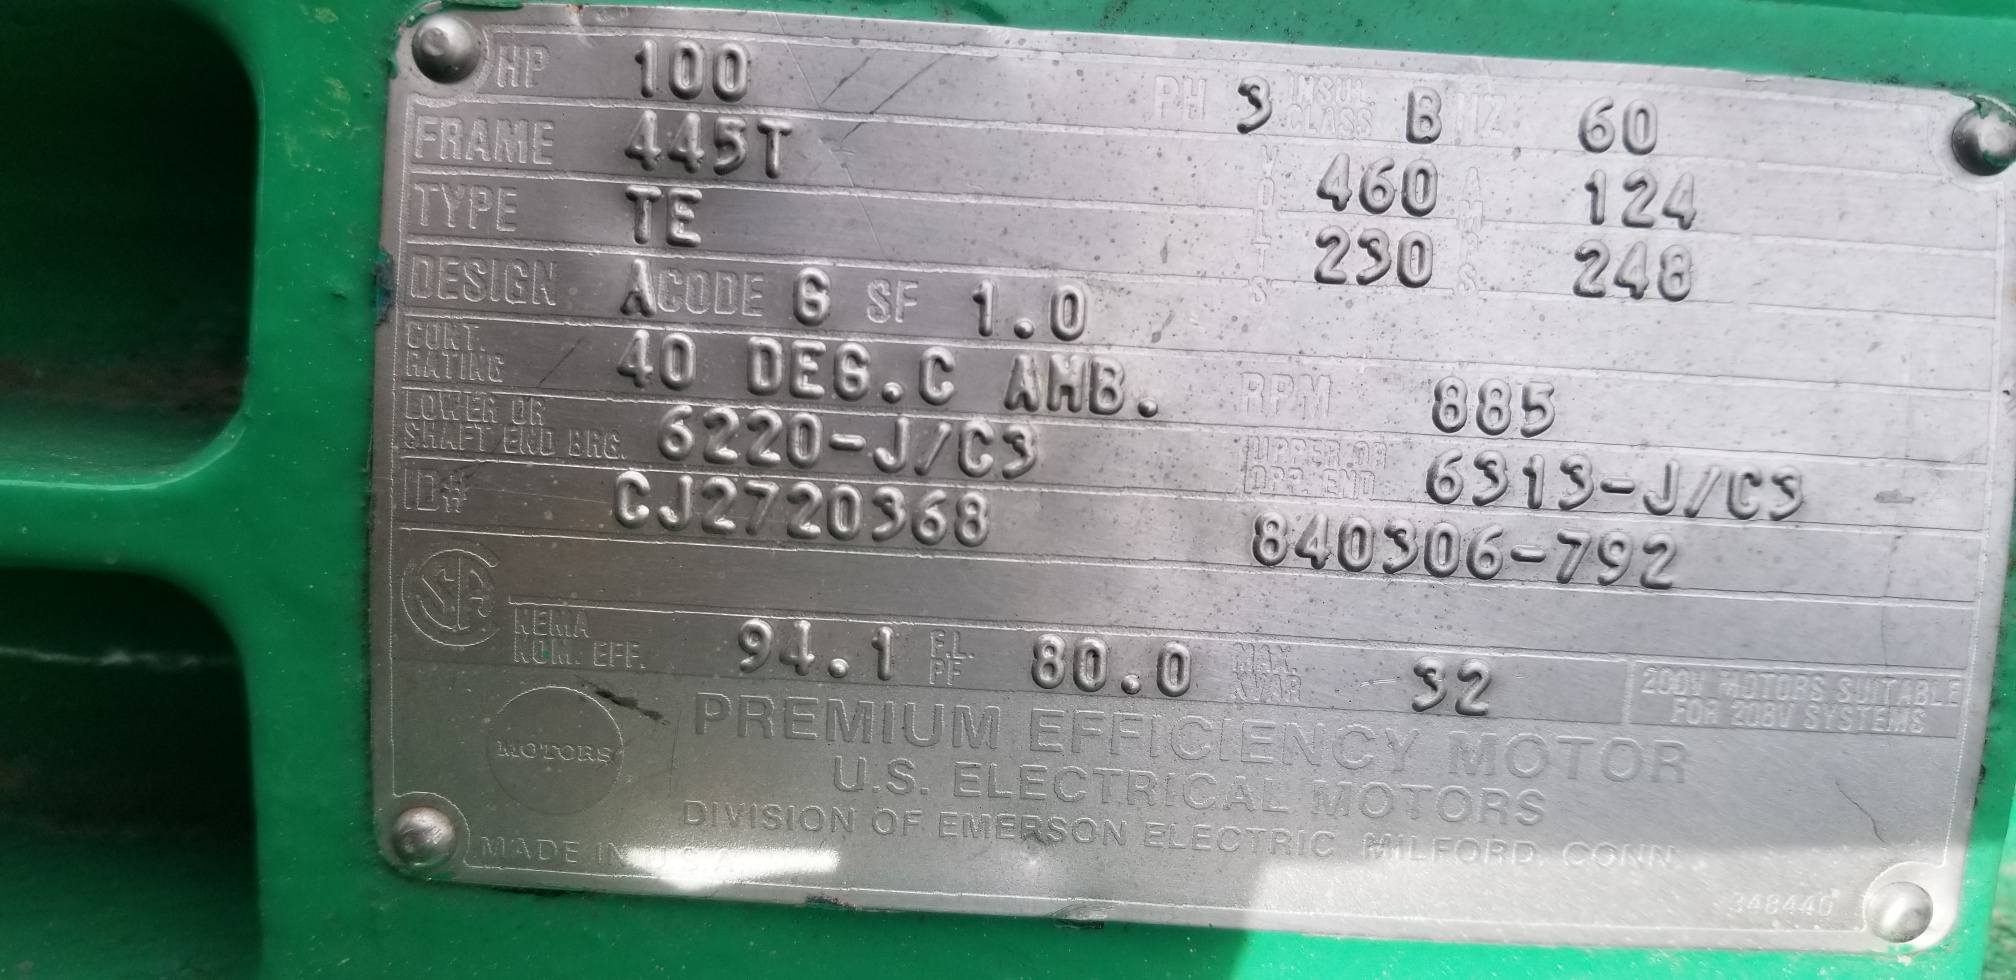 HP 100 PH 3 INSUL. CLASS B HZ 60
FRAME 445T VOLTS 460 AMPS 124
TYPE TE 230 248
DESIGN A CODE G SF 1.0
CONT. RATING 40 DEG.C AMB. RPM 885
LOWER OR SHAFT END BRG. 6220-J/C3 UPPER OR OPP. END 6313-J/C3
ID# CJ2720368 840306-792
SA
NEMA NOM. EFF. 94.1 F.L. PF 80.0 MAX. KVAR 32 200V MOTORS SUITABLE
FOR 208V SYSTEMS
MOTORS
PREMIUM EFFICIENCY MOTOR
U.S. ELECTRICAL MOTORS
DIVISION OF EMERSON ELECTRIC MILFORD, CONN.
MADE IN U.S.A.
348440